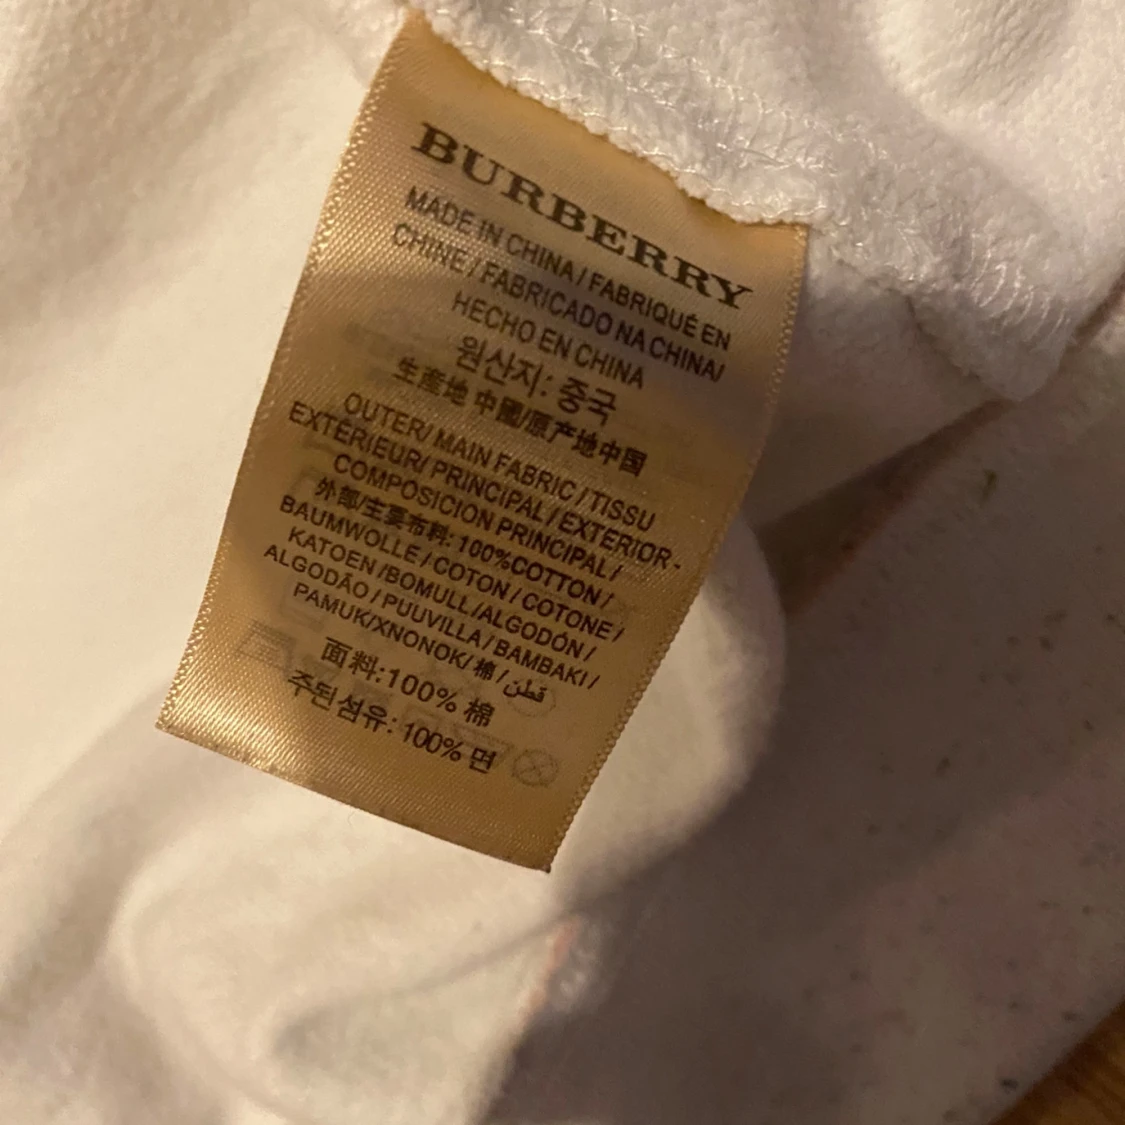 BURBERRY
MADE IN CHINA / FABRIQUÉ EN
CHINE / FABRICADO NA CHINA/
HECHO EN CHINA
원산지: 중국
生産地 中國/原产地中国
OUTER/ MAIN FABRIC / TISSU
EXTÉRIEUR/ PRINCIPAL / EXTERIOR -
COMPOSICION PRINCIPAL /
外部/主要布料: 100%COTTON /
BAUMWOLLE / COTON / COTONE /
KATOEN /BOMULL /ALGODÓN /
ALGODÃO / PUUVILLA / BAMBAKI /
PAMUK/XNONOK/ 棉 / قطن
面料:100% 棉
주된섬유: 100% 면